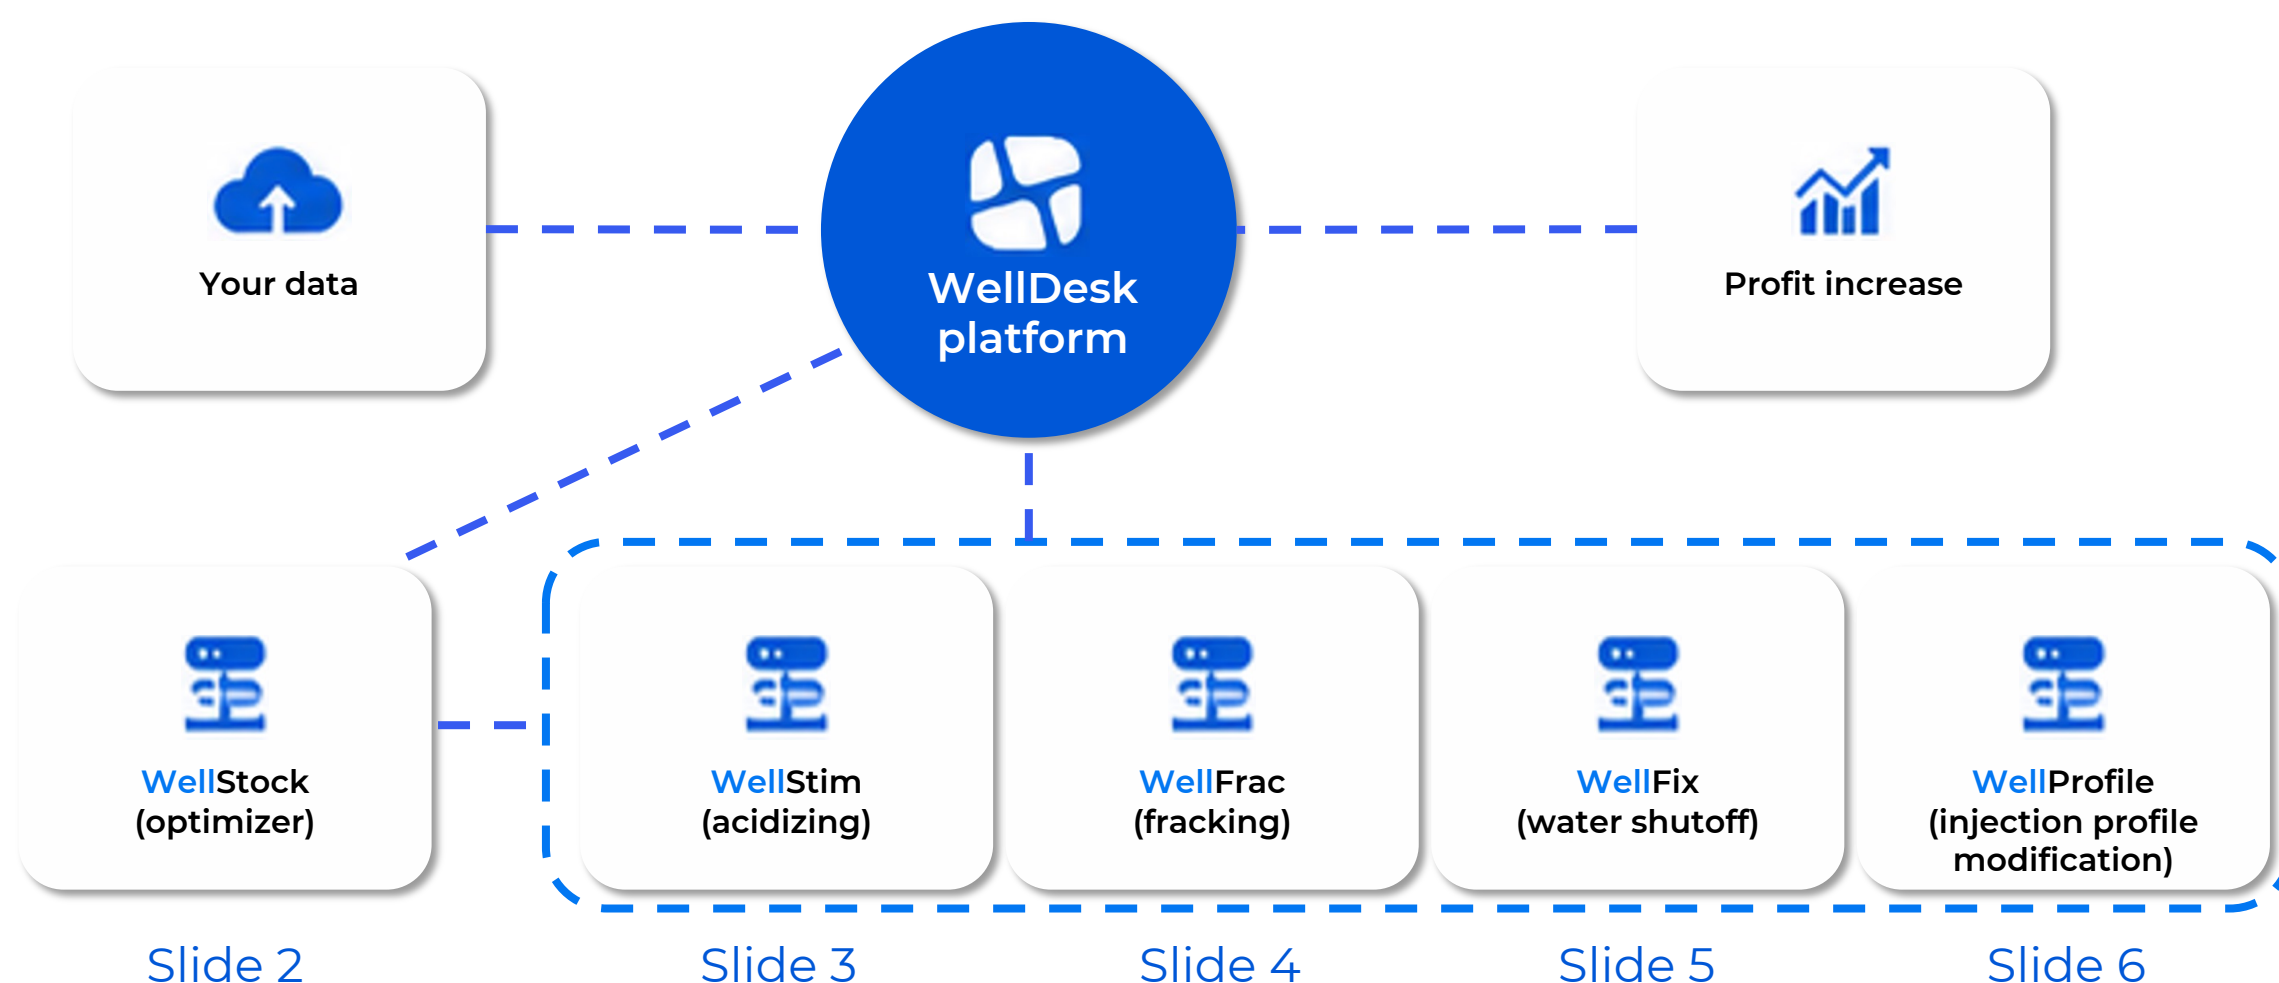 Your data
WellDesk
platform
Profit increase
WellStock
(optimizer)
WellStim
(acidizing)
WellFrac
(fracking)
WellFix
(water shutoff)
WellProfile
(injection profile
modification)
Slide 2
Slide 3
Slide 4
Slide 5
Slide 6